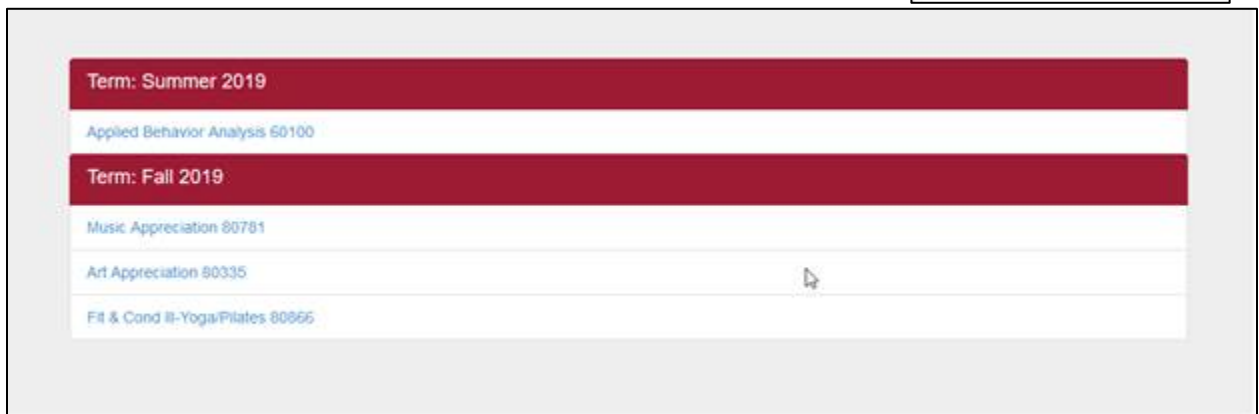 Term: Summer 2019
Applied Behavior Analysis 60100
Term: Fall 2019
Music Appreciation 80781
Art Appreciation 80335
Fit & Cond III-Yoga/Pilates 80866